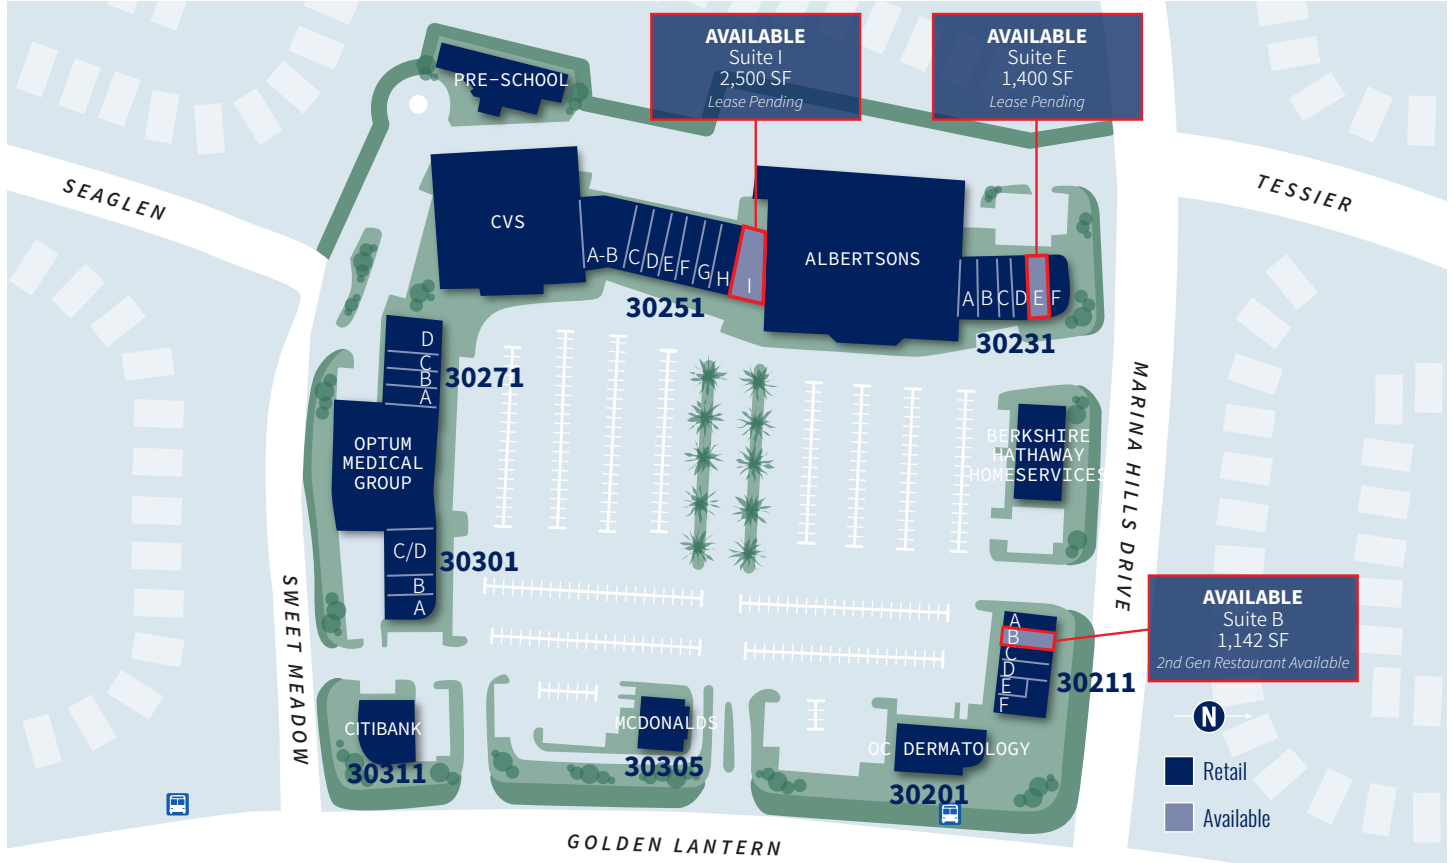 AVAILABLE
Suite I
2,500 SF
Lease Pending
AVAILABLE
Suite E
1,400 SF
Lease Pending
PRE-SCHOOL
SEAGLEN
TESSIER
CVS
A-B
C
D
E
F
G
H
I
30251
ALBERTSONS
A
B
C
D
E
F
30231
D
C
B
A
30271
OPTUM
MEDICAL
GROUP
C/D
B
A
30301
BERKSHIRE
HATHAWAY
HOMESERVICES
MARINA HILLS DRIVE
SWEET MEADOW
AVAILABLE
Suite B
1,142 SF
2nd Gen Restaurant Available
A
B
C
D
E
F
30211
CITIBANK
30311
MCDONALDS
30305
OC DERMATOLOGY
30201
N
Retail
Available
GOLDEN LANTERN